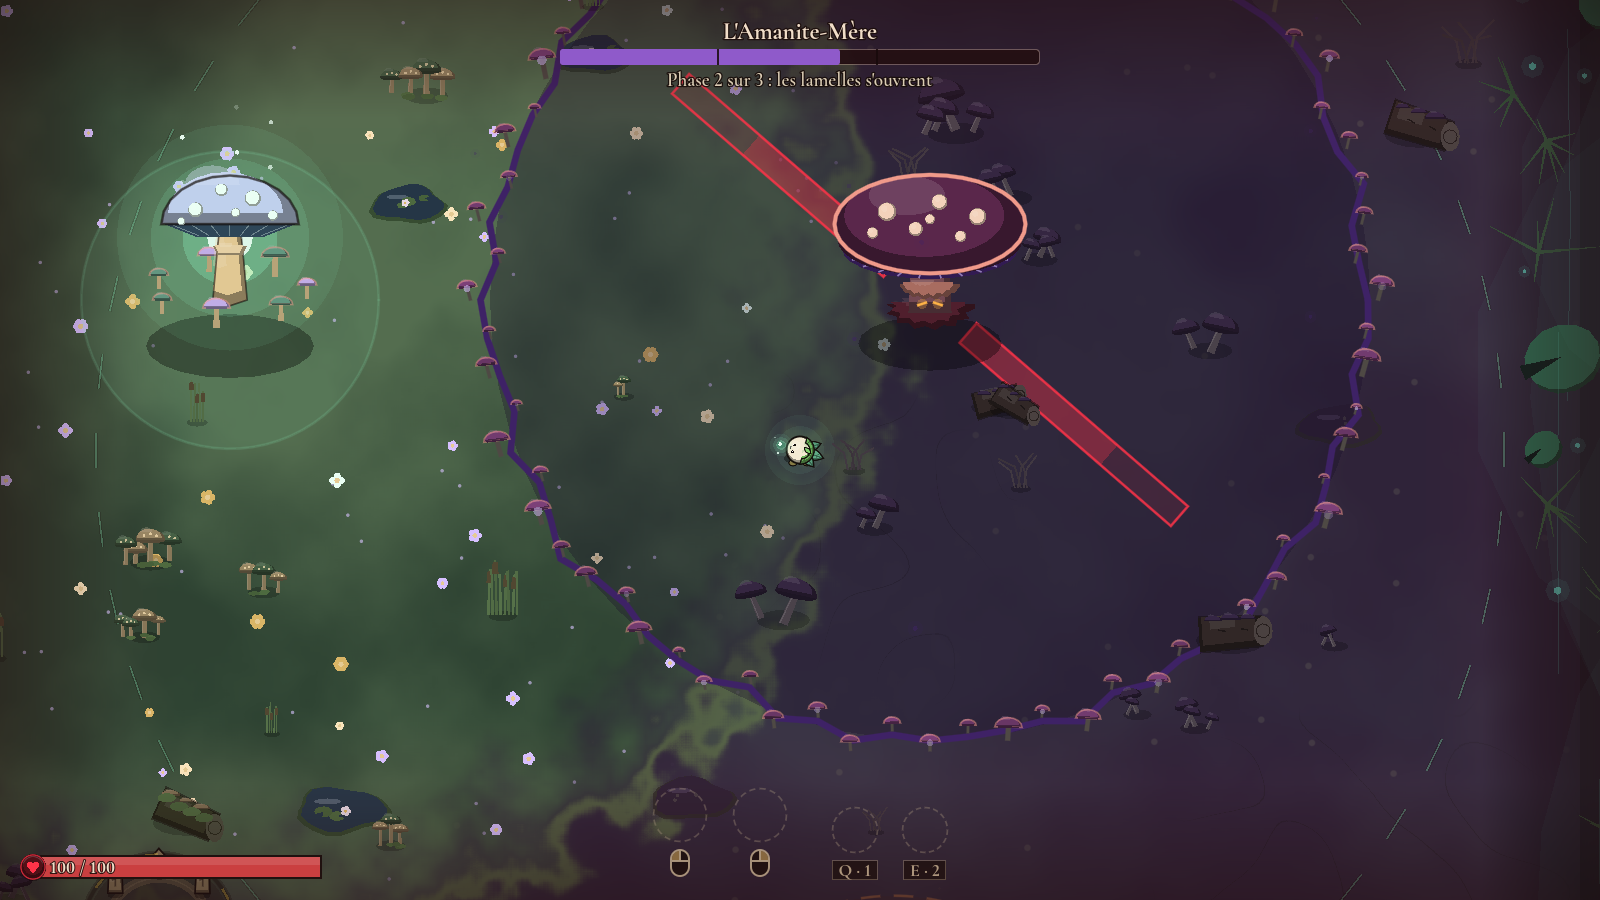 L'Amanite-Mère
Phase 2 sur 3 : les lamelles s'ouvrent
100 / 100
Q · 1
E · 2